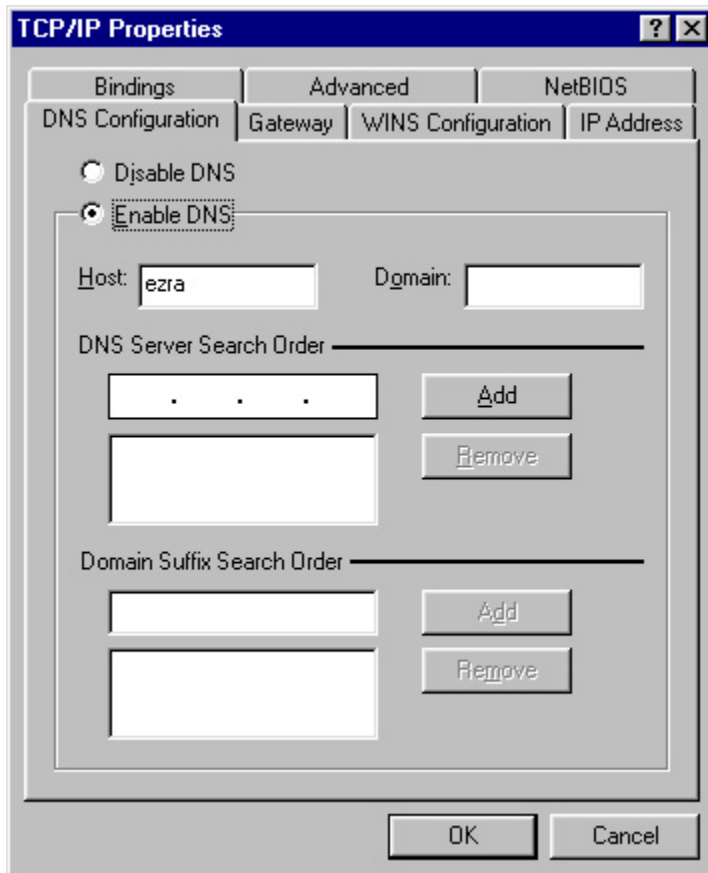 TCP/IP Properties
Bindings Advanced NetBIOS
DNS Configuration Gateway WINS Configuration IP Address
Disable DNS
Enable DNS
Host: ezra Domain:
DNS Server Search Order
. . . Add
Remove
Domain Suffix Search Order
Add
Remove
OK Cancel